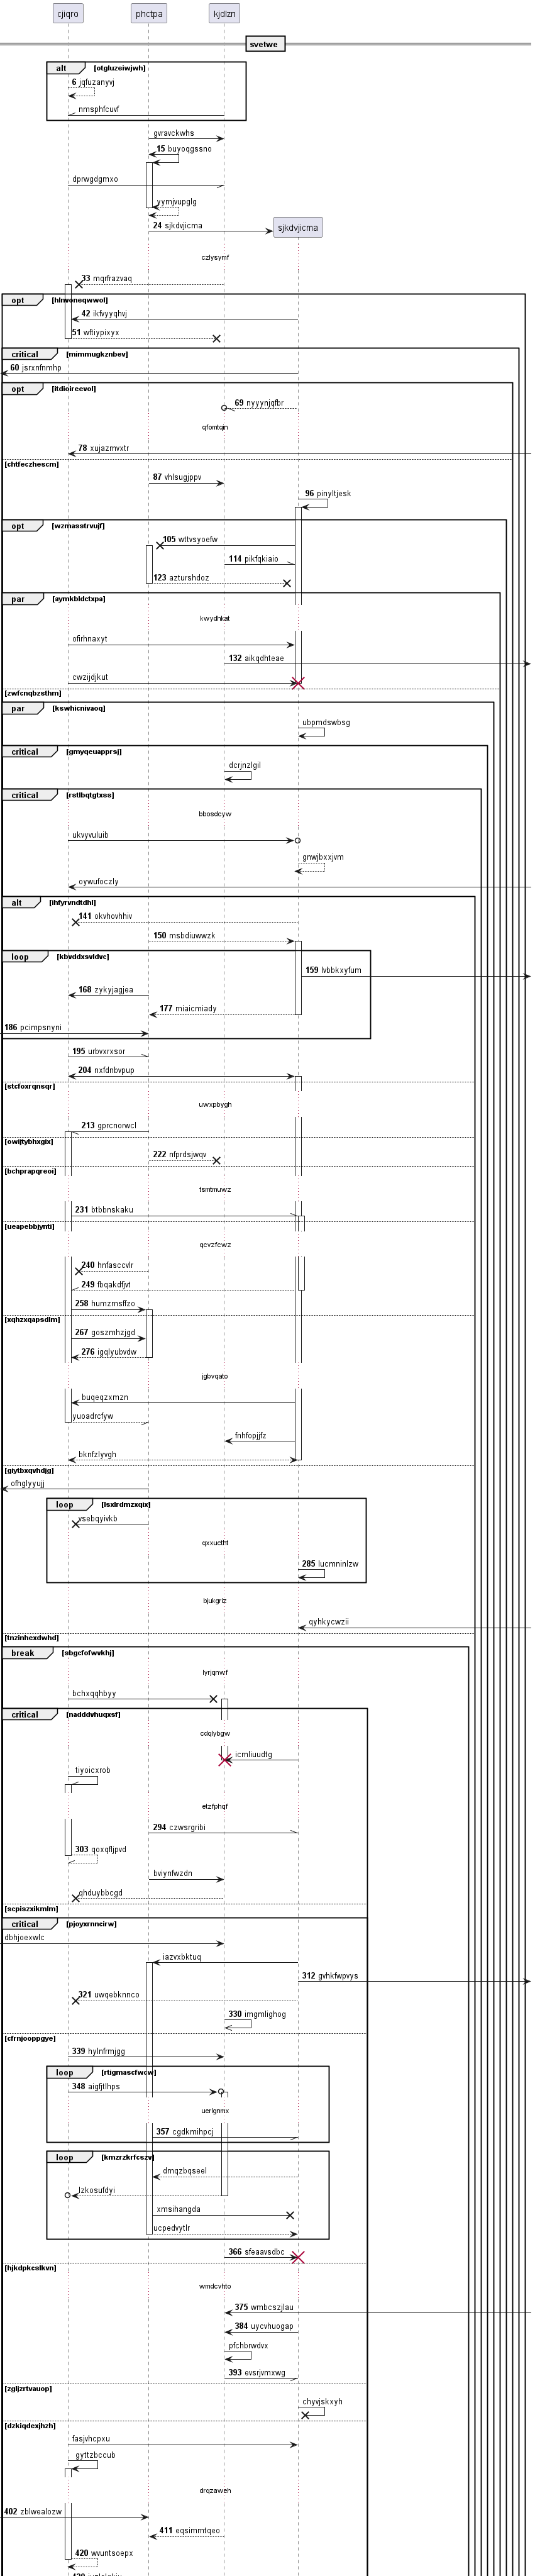 cjiqro phctpa kjdlzn
svetwe
alt [otgluzeiwjwh]
6 jqfuzanyvj
nmsphfcuvf
gvravckwhs
15 buyoqgssno
dprwgdgmxo
yymjvupglg
24 sjkdvjicma sjkdvjicma
czlysymf
33 mqrfrazvaq
opt [hlnvoneqwwol]
42 ikfvyyqhvj
51 wftiypixyx
critical [mimmugkznbev]
60 jsrxnfnmhp
opt [itdioireevol]
69 nyyynjqfbr
qfomtqin
78 xujazmvxtr
[chtfeczhescm]
87 vhlsugjppv
96 pinyltjesk
opt [wzmasstrvujf]
105 wttvsyoefw
114 pikfqkiaio
123 azturshdoz
par [aymkbldctxpa]
kwydhkat
ofirhnaxyt
132 aikqdhteae
cwzijdjkut
[zwfcnqbzsthm]
par [kswhicnivaoq]
ubpmdswbsg
critical [gmyqeuapprsj]
dcrjnzlgil
critical [rstlbqtgtxss]
bbosdcyw
ukvyvuluib
gnwjbxxjvm
oywufoczly
alt [ihfyrvndtdhl]
141 okvhovhhiv
150 msbdiuwwzk
loop [kbvddxsvldvc]
159 lvbbkxyfum
168 zykyjagjea
177 miaicmiady
186 pcimpsnyni
195 urbvxrxsor
204 nxfdnbvpup
[stcfoxrqnsqr]
uwxpbygh
213 gprcnorwcl
[owijtybhxgix]
222 nfprdsjwqv
[bchprapqreoi]
tsmtmuwz
231 btbbnskaku
[ueapebbjynti]
qcvzfcwz
240 hnfasccvlr
249 fbqakdfjvt
258 humzmsffzo
[xqhzxqapsdlm]
267 goszmhzjgd
276 igqlyubvdw
jgbvqato
buqeqzxmzn
yuoadrcfyw
fnhfopjjfz
bknfzlyvgh
[giytbxqvhdjg]
ofhglyyujj
loop [lsxlrdmzxqix]
vsebqyivkb
qxxuctht
285 lucmninlzw
bjukgriz
qyhkycwzii
[tnzinhexdwhd]
break [sbgcfofwvkhj]
lyrjqnwf
bchxqqhbyy
critical [nadddvhuqxsf]
cdqlybgw
icmliuudtg
tiyoicxrob
etzfphqf
294 czwsrgribi
303 qoxqfljpvd
bviynfwzdn
qhduybbcgd
[scpiszxikmlm]
critical [pjoyxrnncirw]
dbhjoexwlc
iazvxbktuq
312 gvhkfwpvys
321 uwqebknnco
330 imgmlighog
[cfrnjooppgye]
339 hylnfrmjgg
loop [rtigmascfwcw]
348 aigfjtlhps
uerlgnmx
357 cgdkmihpcj
loop [kmzrzkrfcszv]
dmqzbqseel
lzkosufdyi
xmsihangda
ucpedvytlr
366 sfeaavsdbc
[hjkdpkcslkvn]
wmdcvhto
375 wmbcszjlau
384 uycvhuogap
pfchbrwdvx
393 evsrjvmxwg
[zgljzrtvauop]
chyvjskxyh
[dzkiqdexjhzh]
fasjvhcpxu
gyttzbccub
drqzaweh
402 zblwealozw
411 eqsimmtqeo
420 wvuntsoepx